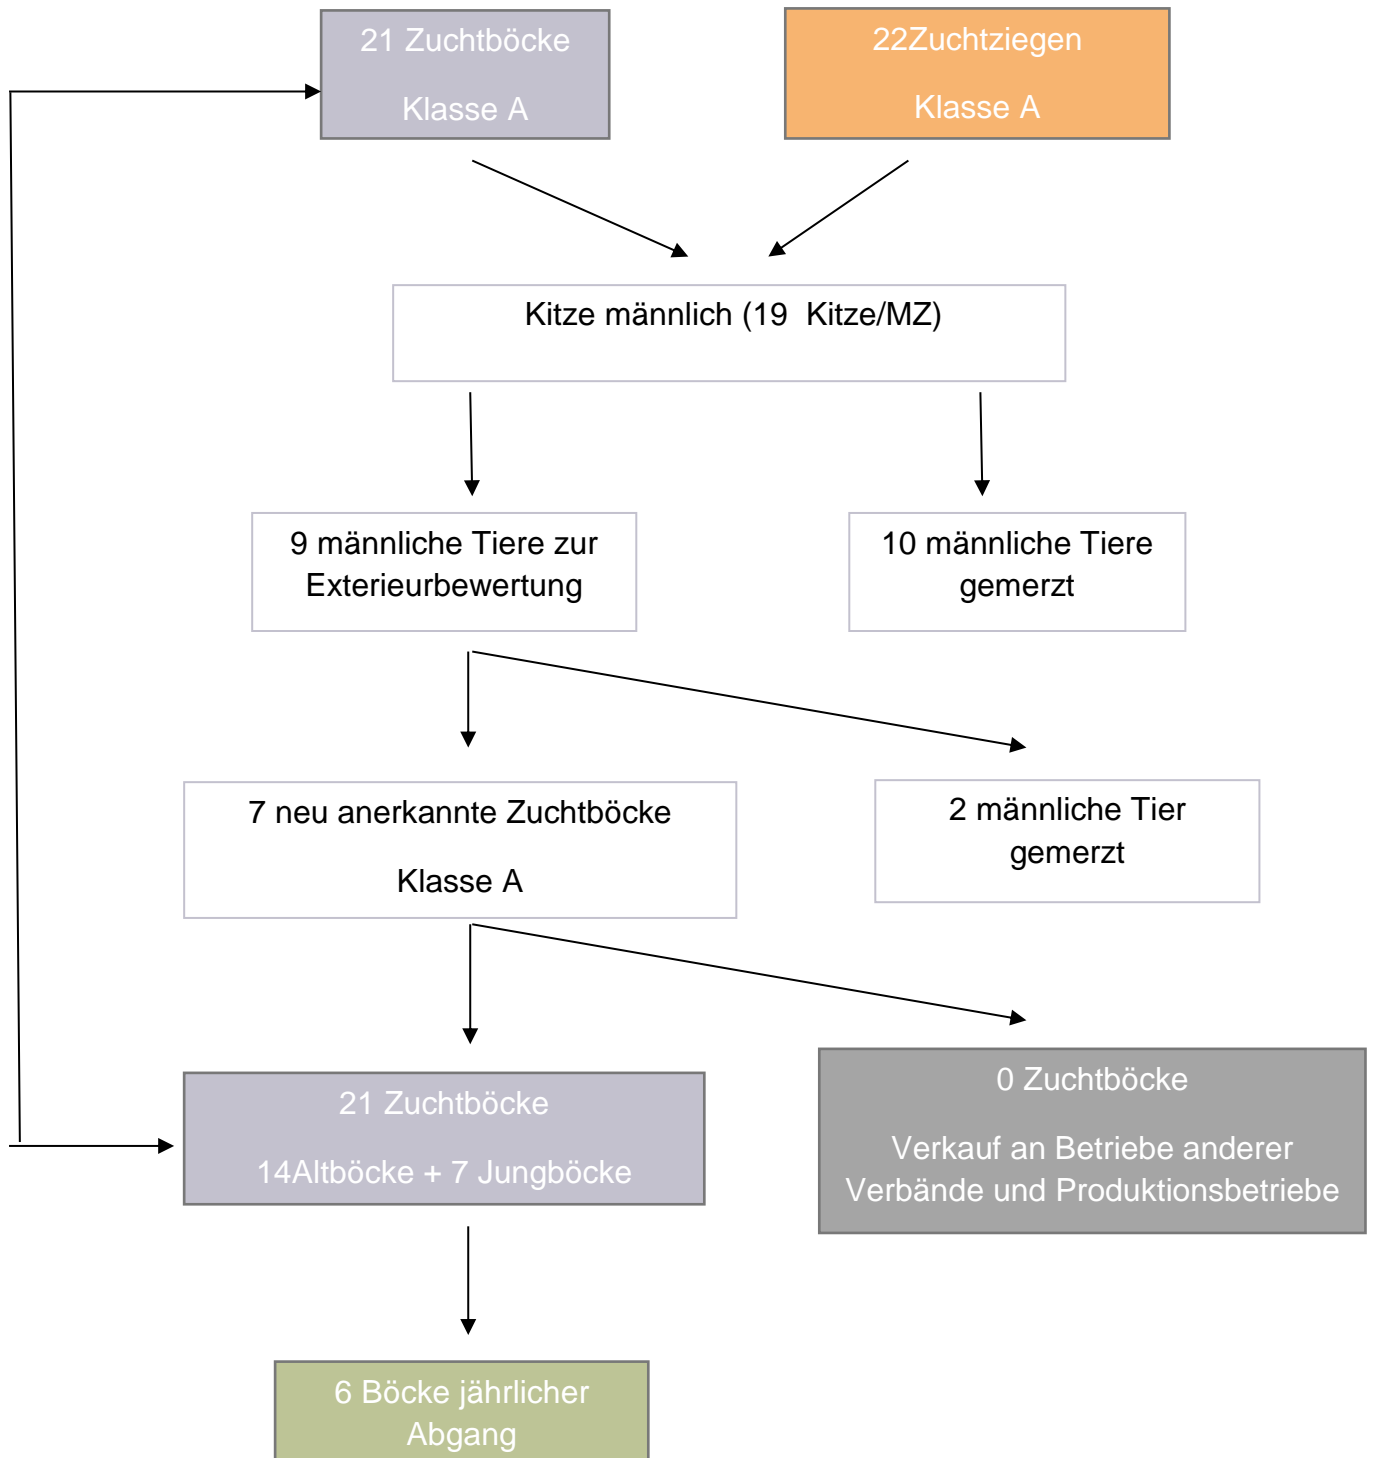 21 Zuchtböcke
Klasse A
22Zuchtziegen
Klasse A
Kitze männlich (19  Kitze/MZ)
9 männliche Tiere zur
Exterieurbewertung
10 männliche Tiere
gemerzt
7 neu anerkannte Zuchtböcke
Klasse A
2 männliche Tier
gemerzt
21 Zuchtböcke
14Altböcke + 7 Jungböcke
0 Zuchtböcke
Verkauf an Betriebe anderer
Verbände und Produktionsbetriebe
6 Böcke jährlicher
Abgang